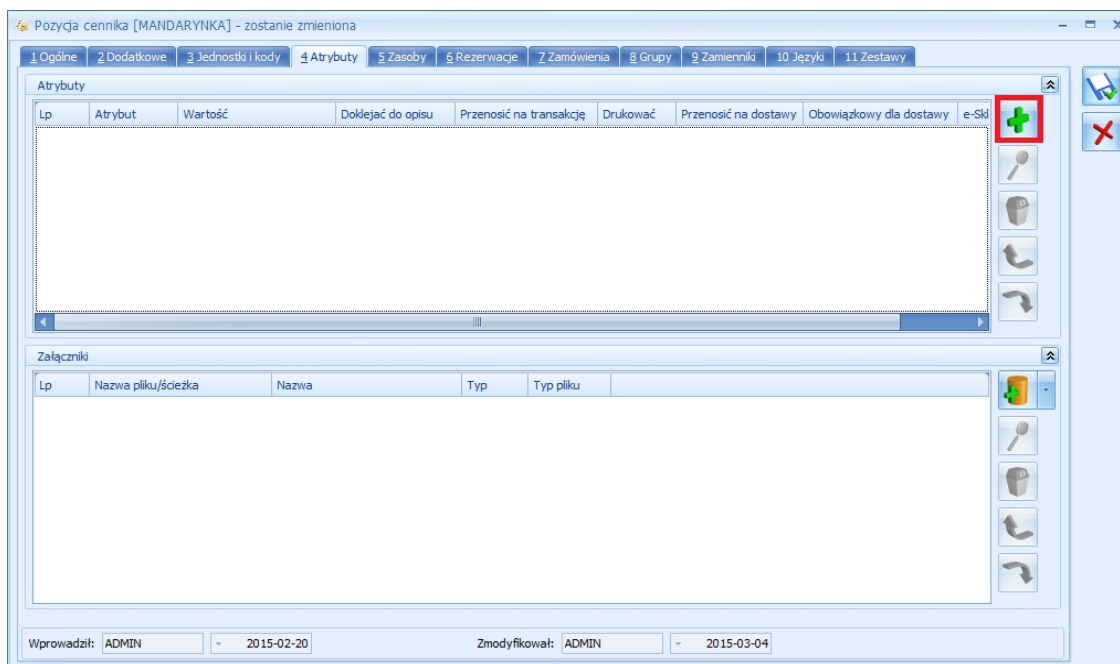 Pozycja cennika [MANDARYNKA] - zostanie zmieniona
1 Ogólne 2 Dodatkowe 3 Jednostki i kody 4 Atrybuty 5 Zasoby 6 Rezerwacje 7 Zamówienia 8 Grupy 9 Zamienniki 10 Języki 11 Zestawy
Atrybuty
Lp Atrybut Wartość Doklejać do opisu Przenosić na transakcję Drukować Przenosić na dostawy Obowiązkowy dla dostawy e-Skl
Załączniki
Lp Nazwa pliku/ścieżka Nazwa Typ Typ pliku
Wprowadził: ADMIN 2015-02-20 Zmodyfikował: ADMIN 2015-03-04